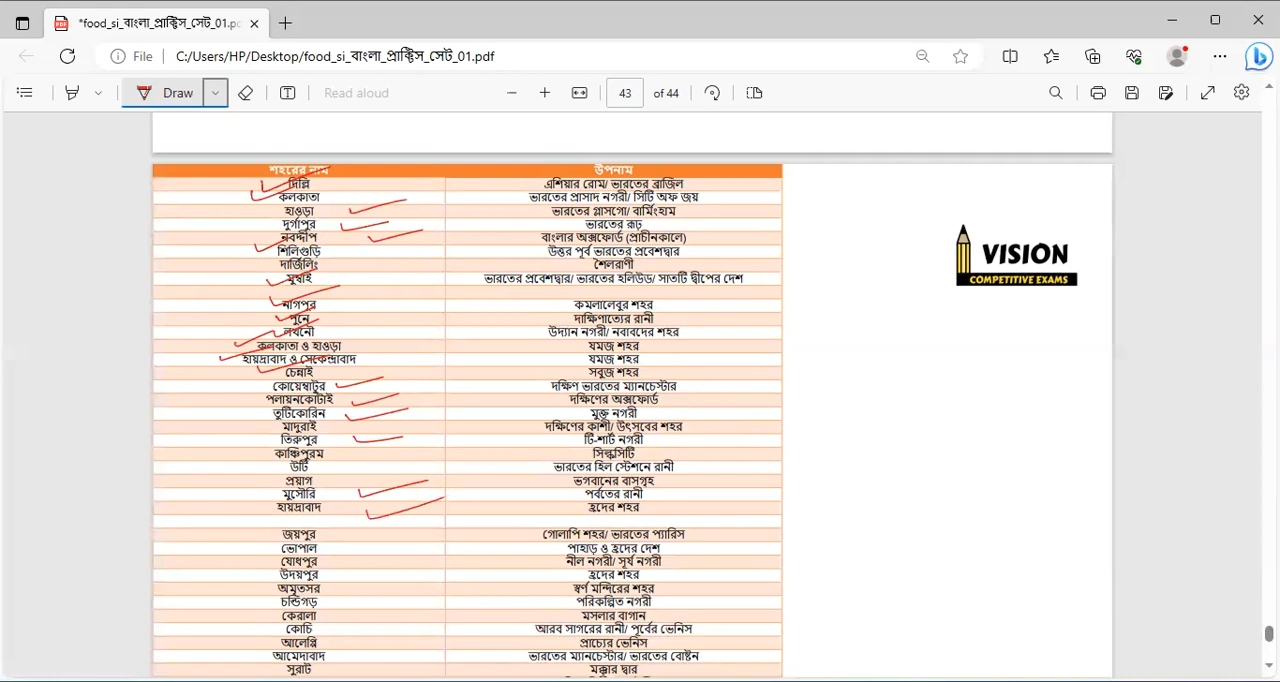 *food_si_বাংলা_প্রাক্টিস_সেট_01.pc
File C:/Users/HP/Desktop/food_si_বাংলা_প্রাক্টিস_সেট_01.pdf
Draw Read aloud 43 of 44
শহরের নাম উপনাম
দিল্লি এশিয়ার রোম/ ভারতের ব্রাজিল
কলকাতা ভারতের প্রাসাদ নগরী/ সিটি অফ জয়
হাওড়া ভারতের গ্লাসগো/ বার্মিংহাম
দুর্গাপুর ভারতের রূঢ়
নবদ্দীপ বাংলার অক্সফোর্ড (প্রাচীনকালে)
শিলিগুড়ি উত্তর পূর্ব ভারতের প্রবেশদ্বার
দার্জিলিং শৈলরাণী
মুম্বাই ভারতের প্রবেশদ্বার/ ভারতের হলিউড/ সাতটি দ্বীপের দেশ
নাগপুর কমলালেবুর শহর
পুনে দাক্ষিণাত্যের রানী
লখনৌ উদ্যান নগরী/ নবাবদের শহর
কলকাতা ও হাওড়া যমজ শহর
হায়দ্রাবাদ ও সেকেন্দ্রাবাদ যমজ শহর
চেন্নাই সবুজ শহর
কোয়েম্বাটুর দক্ষিণ ভারতের ম্যানচেস্টার
পলায়নকোটাই দক্ষিণের অক্সফোর্ড
তুটিকোরিন মুক্ত নগরী
মাদুরাই দক্ষিণের কাশী/ উৎসবের শহর
তিরুপুর টি-শার্ট নগরী
কাঞ্চিপুরম সিল্কসিটি
উটি ভারতের হিল স্টেশনে রানী
প্রয়াগ ভগবানের বাসগৃহ
মুসৌরি পর্বতের রানী
হায়দ্রাবাদ হ্রদের শহর
জয়পুর গোলাপি শহর/ ভারতের প্যারিস
ভোপাল পাহাড় ও হ্রদের দেশ
যোধপুর নীল নগরী/ সূর্য নগরী
উদয়পুর হ্রদের শহর
অমৃতসর স্বর্ণ মন্দিরের শহর
চন্ডিগড় পরিকল্পিত নগরী
কেরালা মসলার বাগান
কোচি আরব সাগরের রানী/ পূর্বের ভেনিস
আলেপ্পি প্রাচ্যের ভেনিস
আমেদাবাদ ভারতের ম্যানচেস্টার/ ভারতের বোষ্টন
সুরাট মক্কার দ্বার
VISION
COMPETITIVE EXAMS